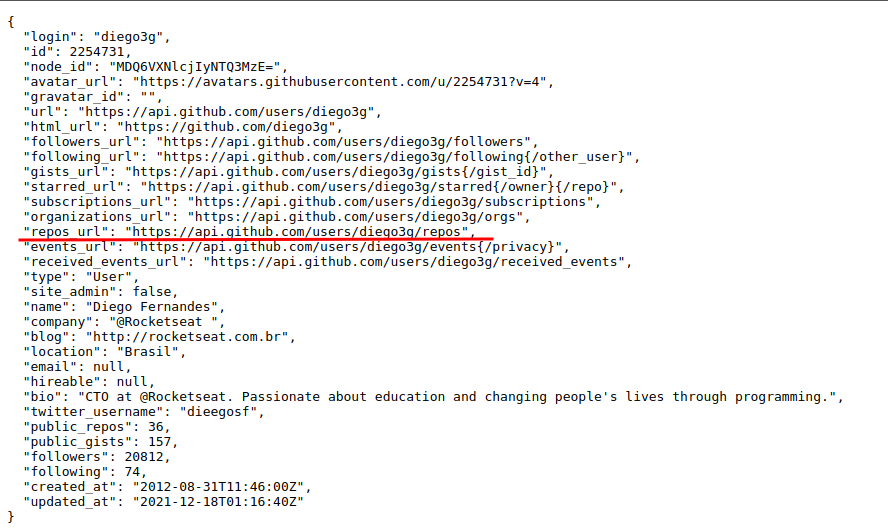 {
"login": "diego3g",
"id": 2254731,
"node_id": "MDQ6VXNlcjIyNTQ3MzE=",
"avatar_url": "https://avatars.githubusercontent.com/u/2254731?v=4",
"gravatar_id": "",
"url": "https://api.github.com/users/diego3g",
"html_url": "https://github.com/diego3g",
"followers_url": "https://api.github.com/users/diego3g/followers",
"following_url": "https://api.github.com/users/diego3g/following{/other_user}",
"gists_url": "https://api.github.com/users/diego3g/gists{/gist_id}",
"starred_url": "https://api.github.com/users/diego3g/starred{/owner}{/repo}",
"subscriptions_url": "https://api.github.com/users/diego3g/subscriptions",
"organizations_url": "https://api.github.com/users/diego3g/orgs",
"repos_url": "https://api.github.com/users/diego3g/repos",
"events_url": "https://api.github.com/users/diego3g/events{/privacy}",
"received_events_url": "https://api.github.com/users/diego3g/received_events",
"type": "User",
"site_admin": false,
"name": "Diego Fernandes",
"company": "@Rocketseat ",
"blog": "http://rocketseat.com.br",
"location": "Brasil",
"email": null,
"hireable": null,
"bio": "CTO at @Rocketseat. Passionate about education and changing people's lives through programming.",
"twitter_username": "dieegosf",
"public_repos": 36,
"public_gists": 157,
"followers": 20812,
"following": 74,
"created_at": "2012-08-31T11:46:00Z",
"updated_at": "2021-12-18T01:16:40Z"
}